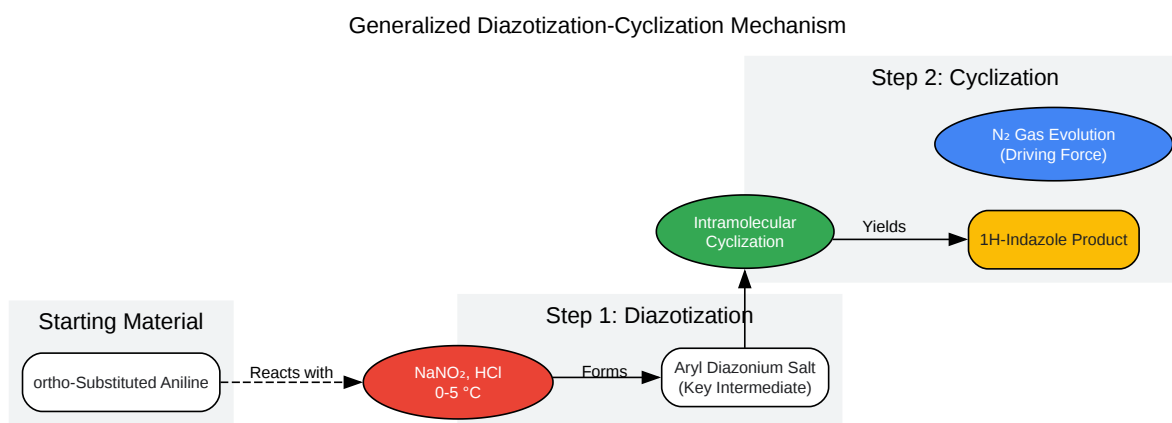 Generalized Diazotization-Cyclization Mechanism
Step 2: Cyclization
N₂ Gas Evolution
(Driving Force)
Intramolecular
Cyclization
Yields
1H-Indazole Product
Starting Material
Step 1: Diazotization
ortho-Substituted Aniline
Reacts with
NaNO₂, HCl
0-5 °C
Forms
Aryl Diazonium Salt
(Key Intermediate)